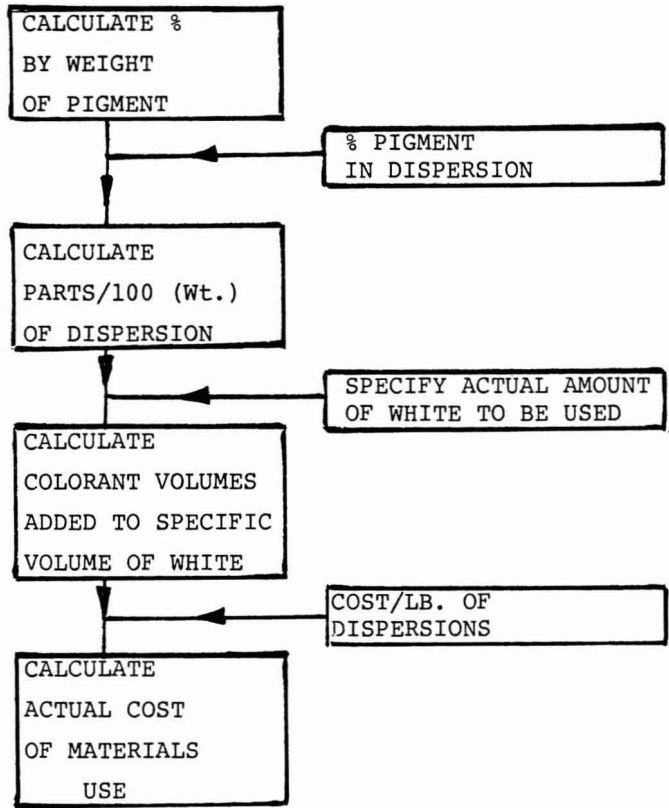 CALCULATE %
BY WEIGHT
OF PIGMENT
% PIGMENT
IN DISPERSION
CALCULATE
PARTS/100 (Wt.)
OF DISPERSION
SPECIFY ACTUAL AMOUNT
OF WHITE TO BE USED
CALCULATE
COLORANT VOLUMES
ADDED TO SPECIFIC
VOLUME OF WHITE
COST/LB. OF
DISPERSIONS
CALCULATE
ACTUAL COST
OF MATERIALS
USE